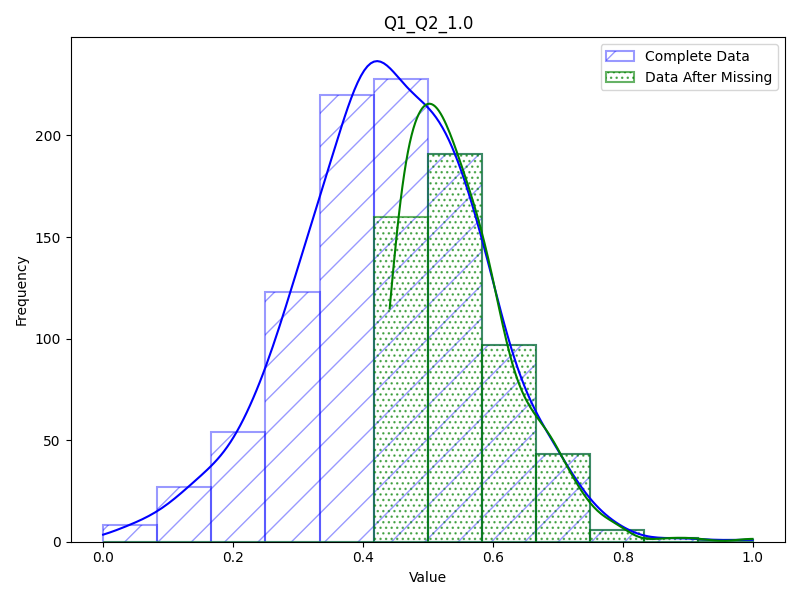 Q1_Q2_1.0
Complete Data
Data After Missing
Frequency
200
150
100
50
0
0.0 0.2 0.4 0.6 0.8 1.0
Value